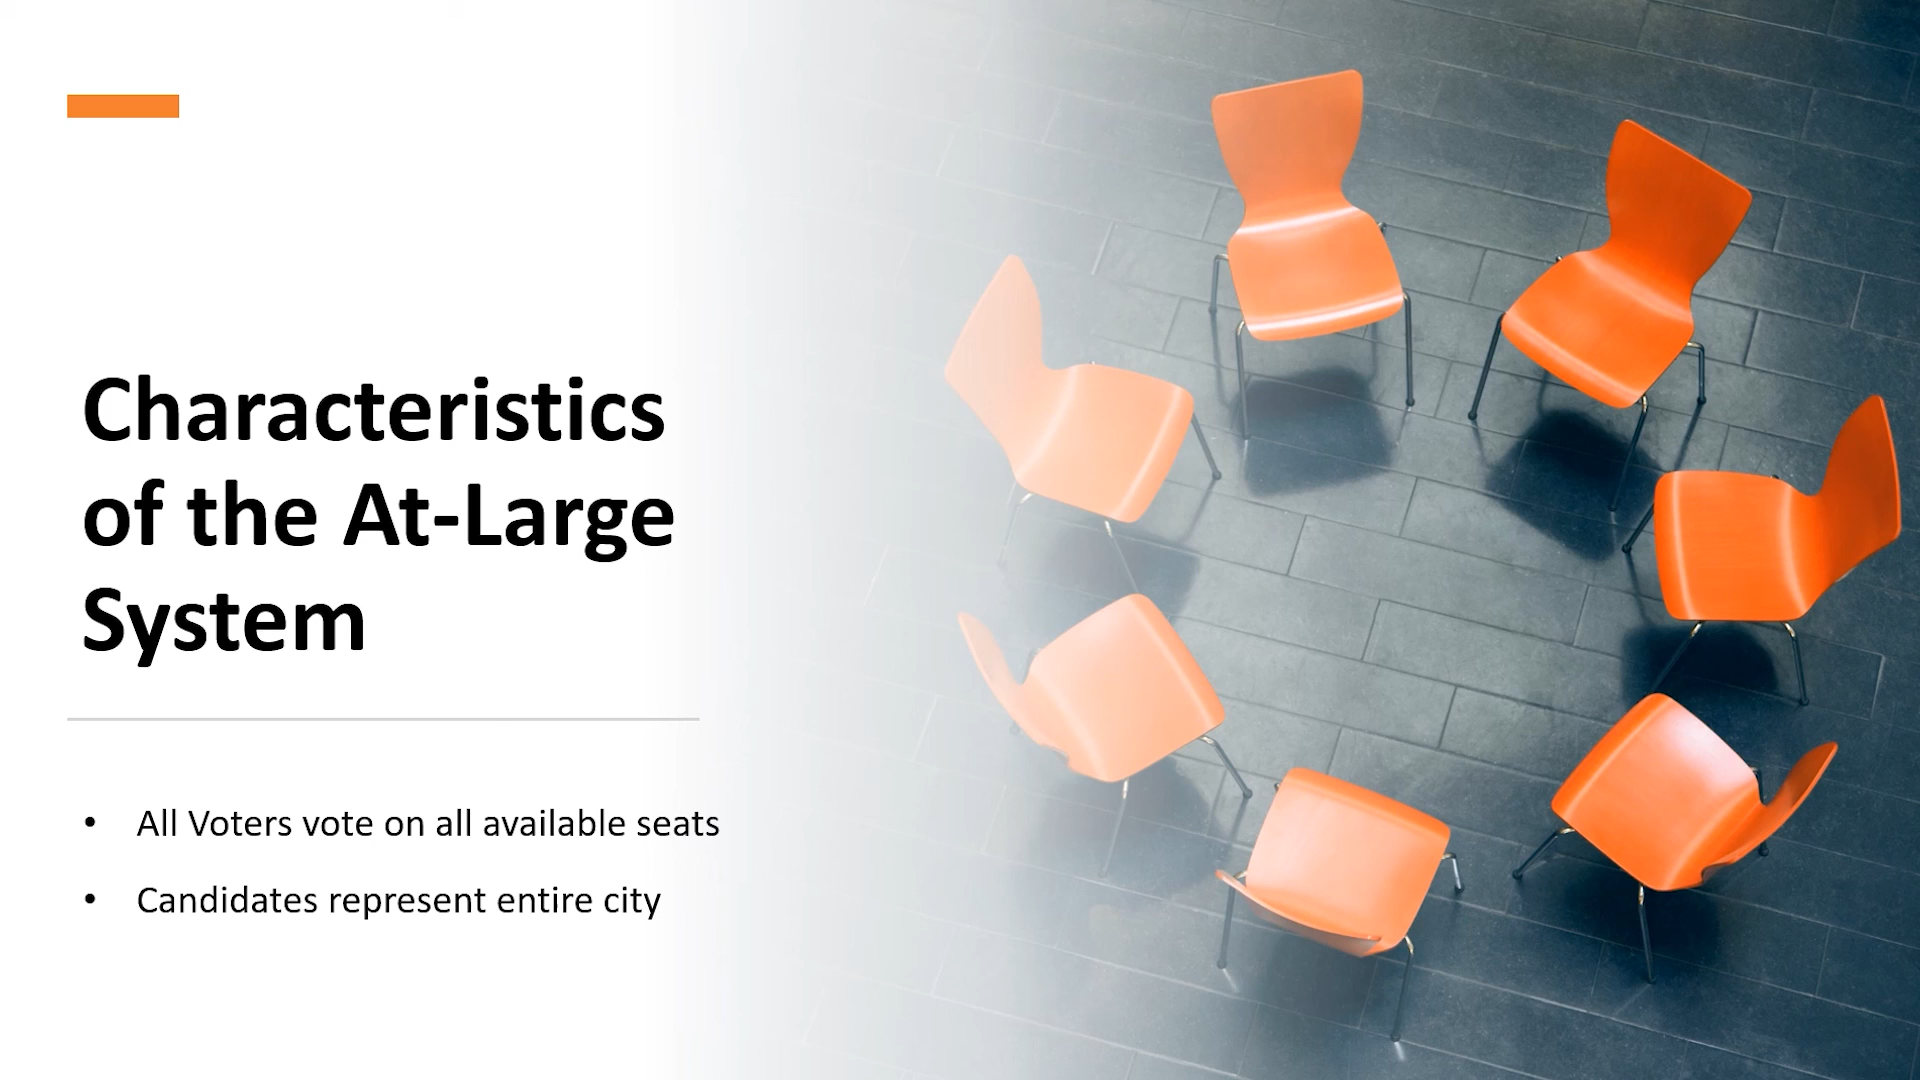 Characteristics
of the At-Large
System
• All Voters vote on all available seats
• Candidates represent entire city